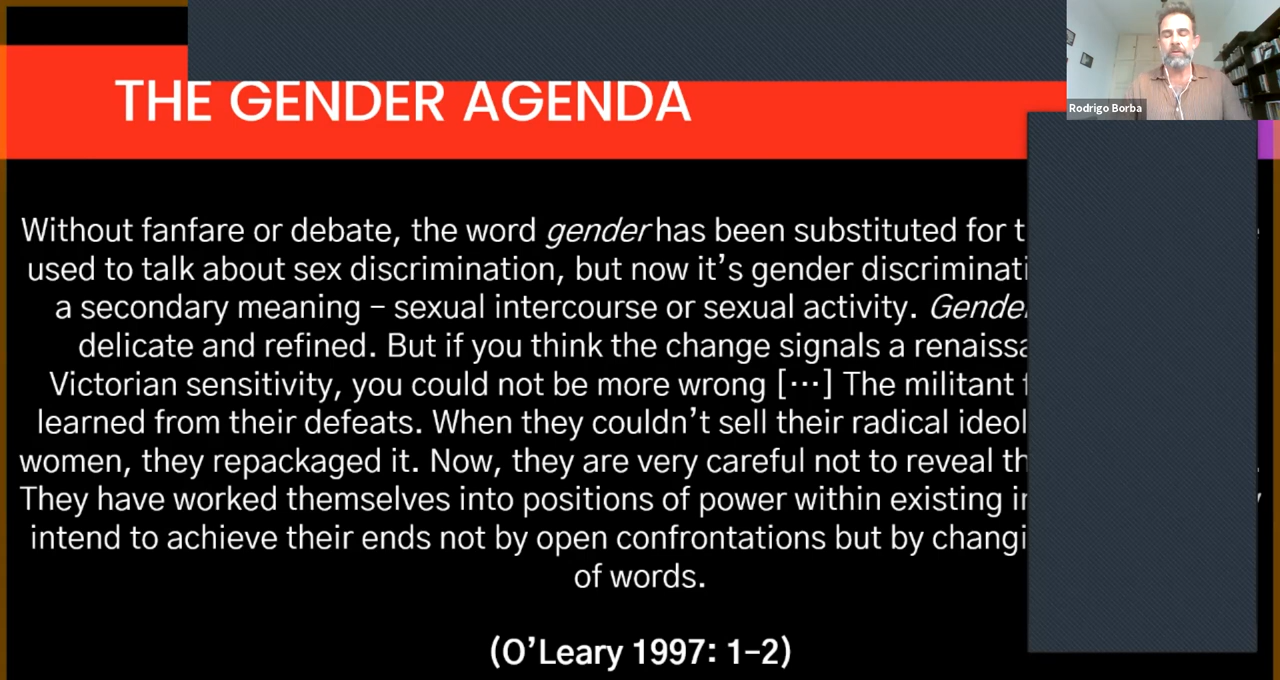 THE GENDER AGENDA
Rodrigo Borba
Without fanfare or debate, the word gender has been substituted for
used to talk about sex discrimination, but now it's gender
a secondary meaning – sexual intercourse or sexual activity.
delicate and refined. But if you think the change signals a
Victorian sensitivity, you could not be more wrong [⋯] The militant
learned from their defeats. When they couldn't sell their radical
women, they repackaged it. Now, they are very careful not to reveal
They have worked themselves into positions of power within existing
intend to achieve their ends not by open confrontations but by
of words.
(O'Leary 1997: 1–2)